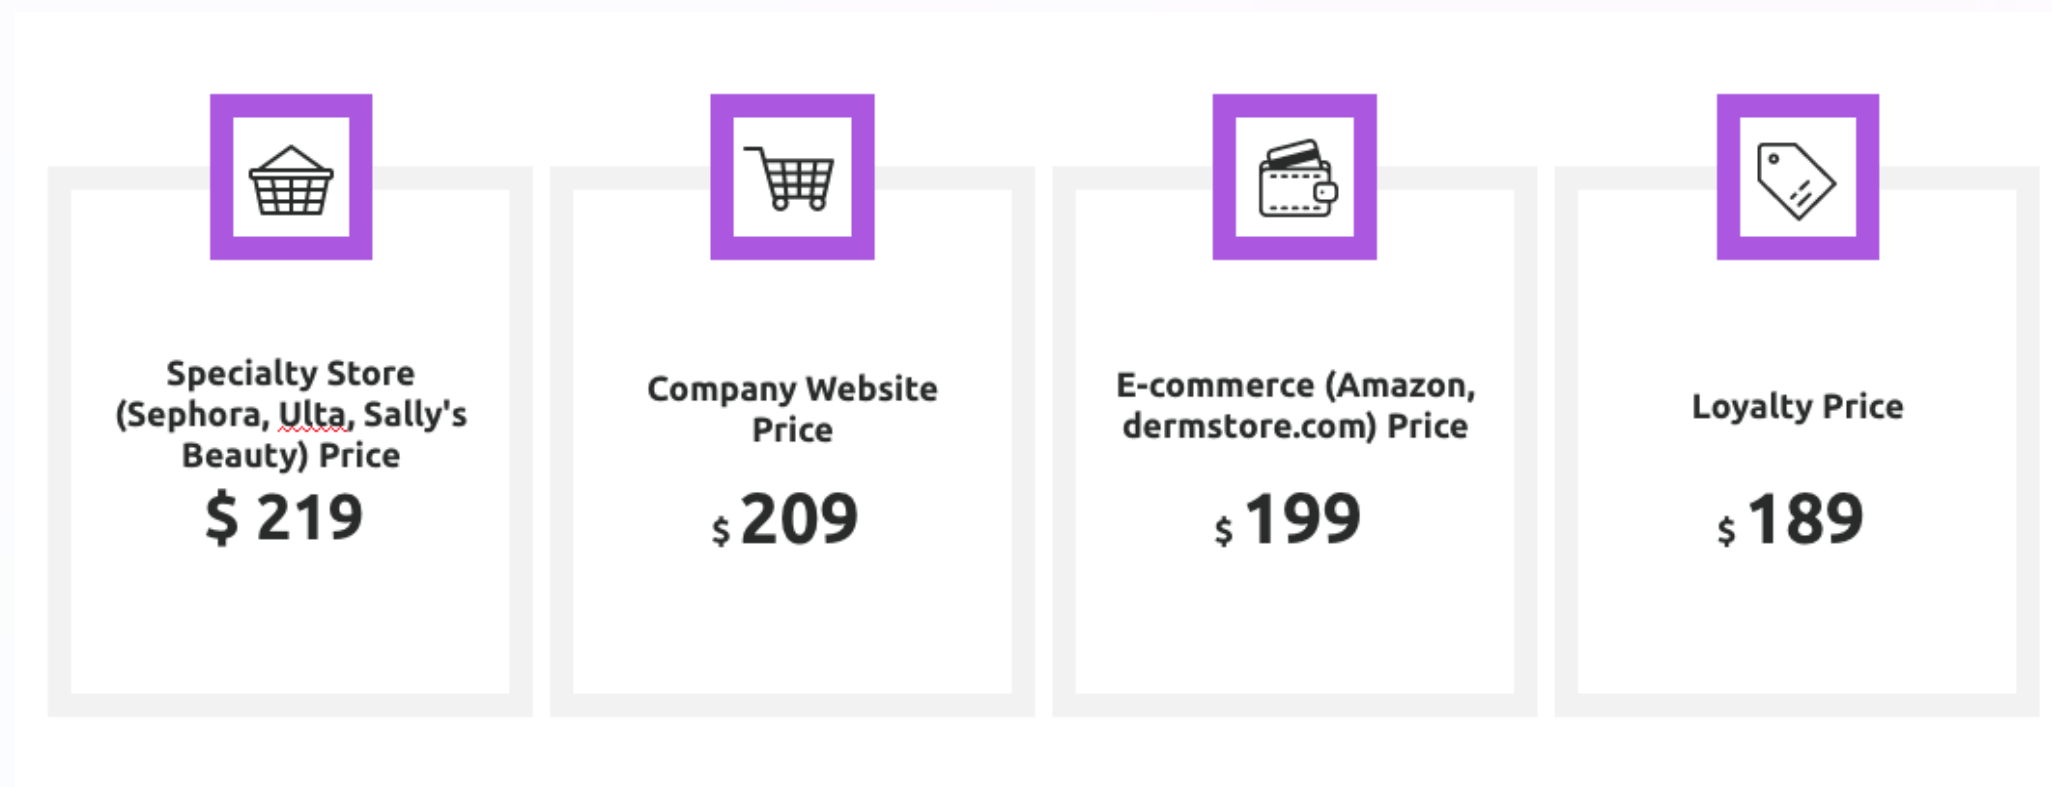 Specialty Store
(Sephora, Ulta, Sally's
Beauty) Price
$ 219
Company Website
Price
$ 209
E-commerce (Amazon,
dermstore.com) Price
$ 199
Loyalty Price
$ 189